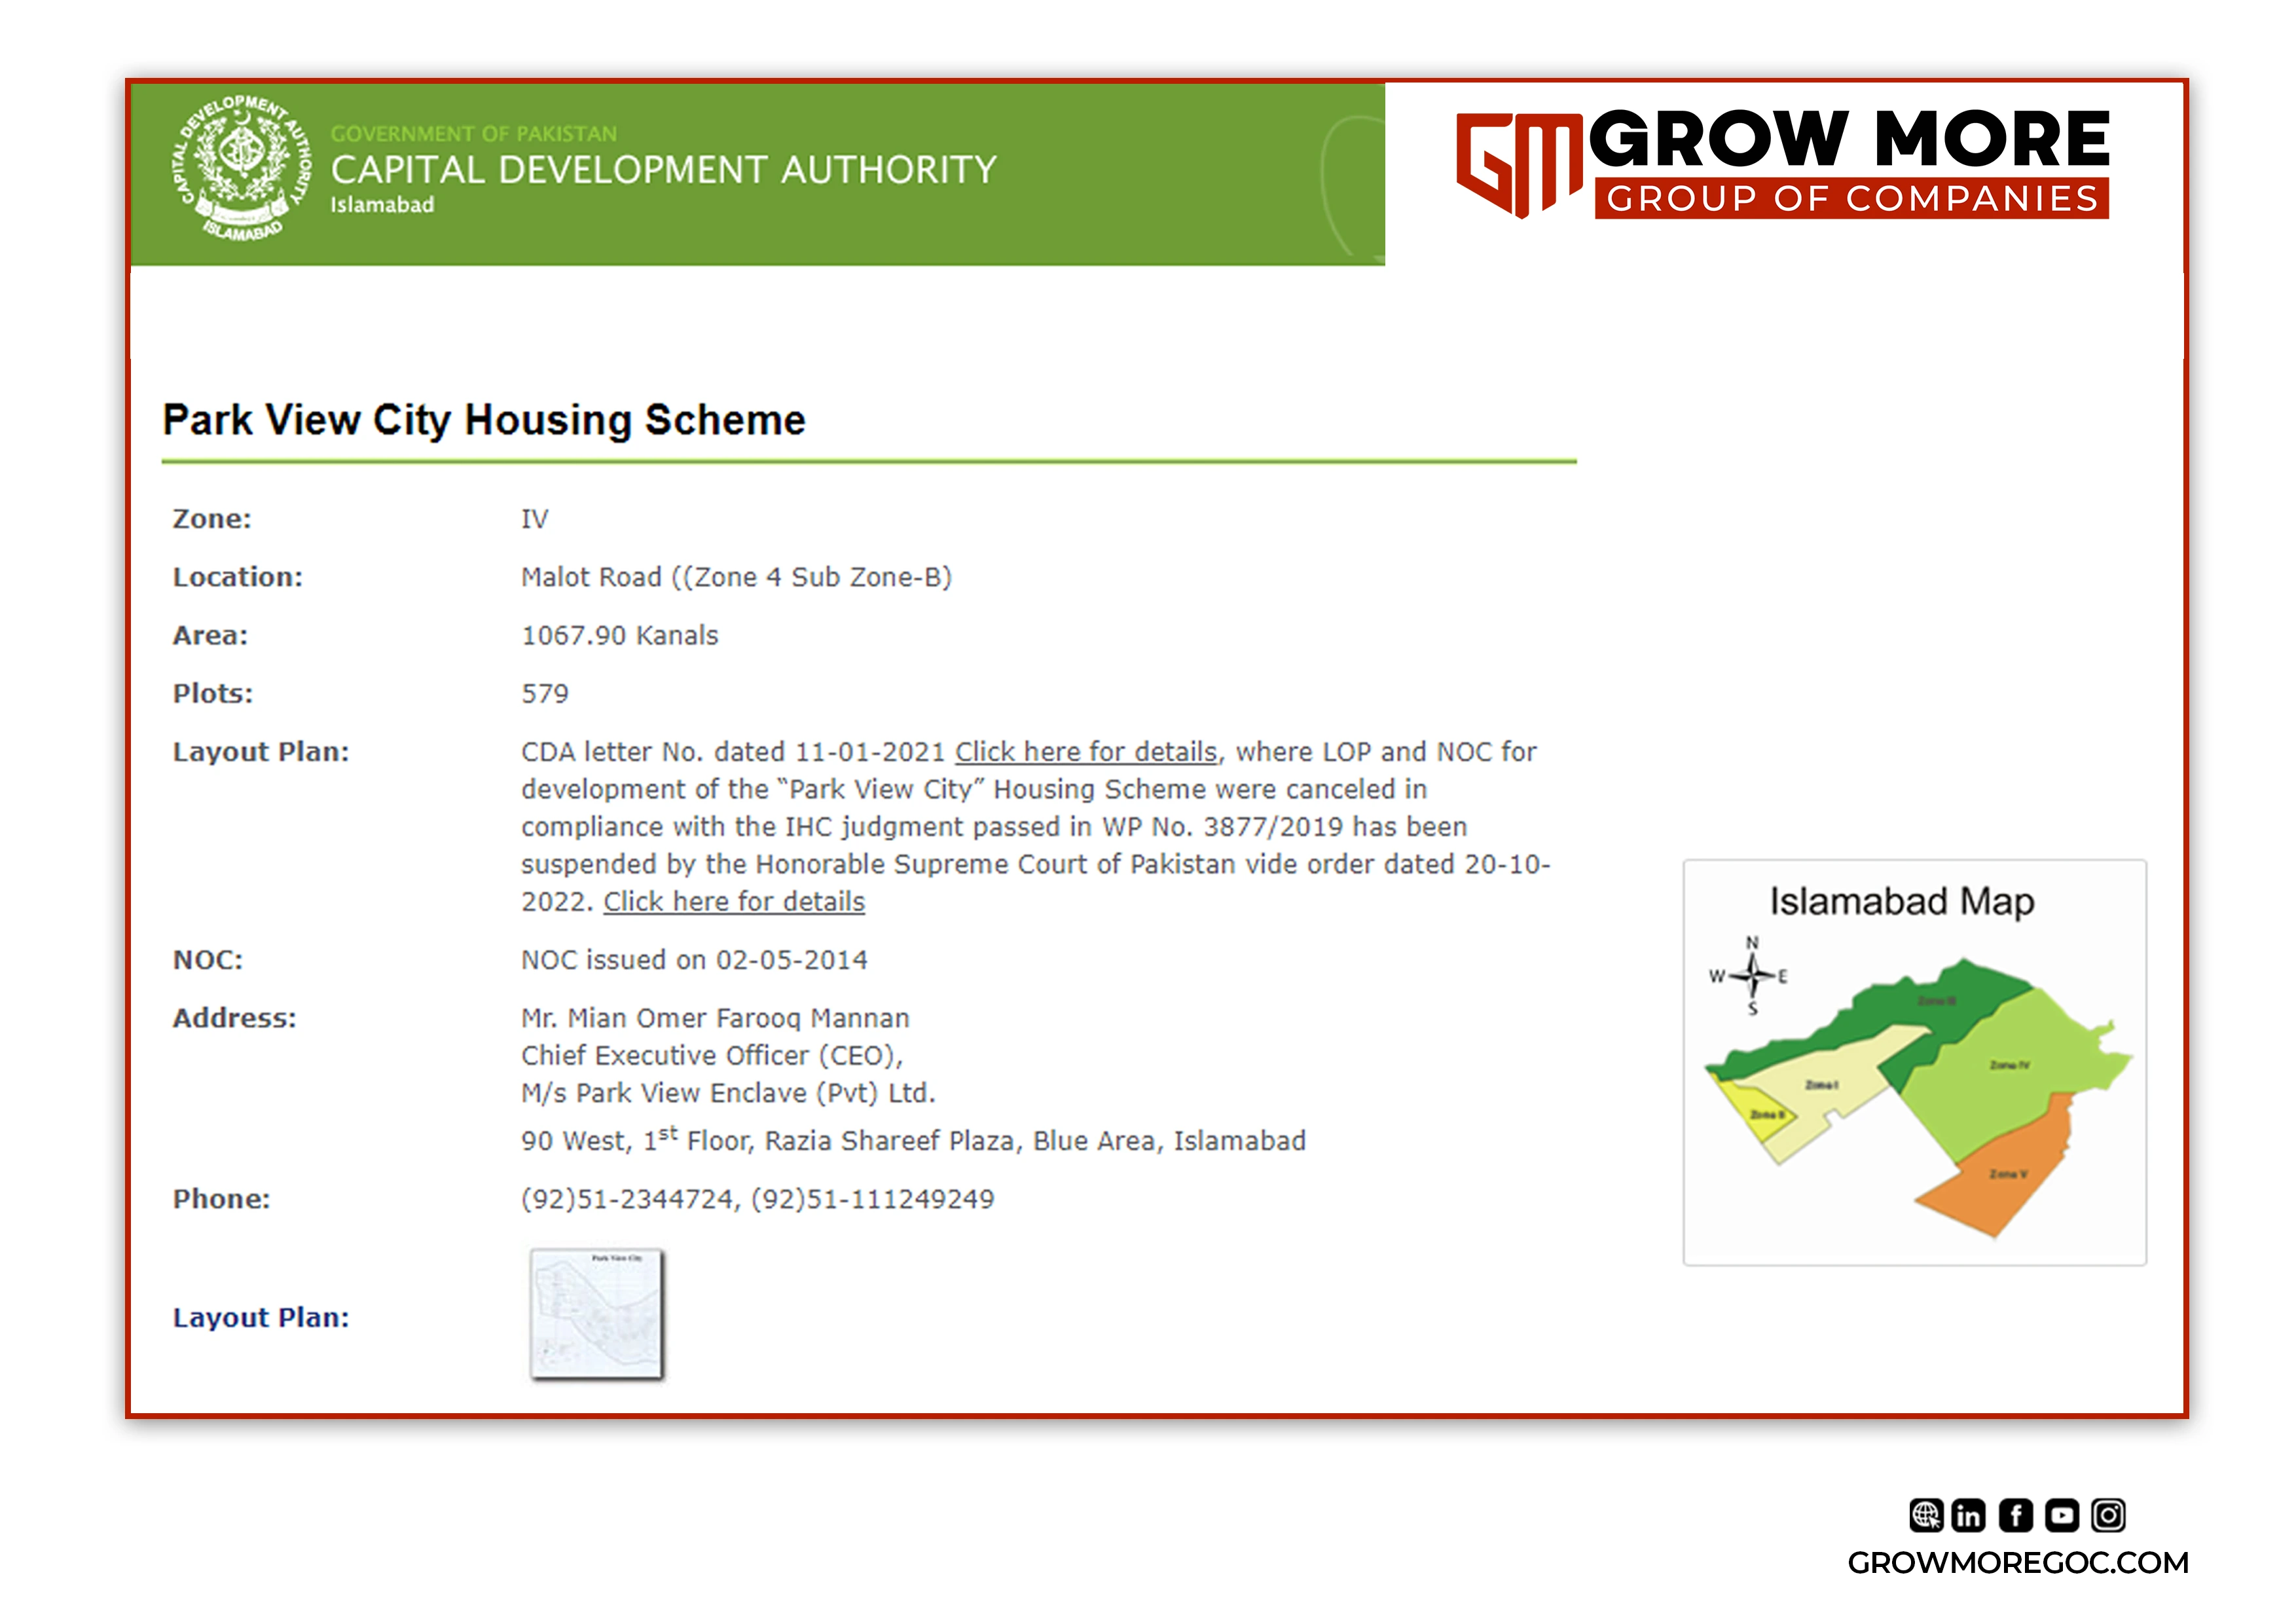 CAPITAL DEVELOPMENT AUTHORITY
ISLAMABAD
GOVERNMENT OF PAKISTAN
CAPITAL DEVELOPMENT AUTHORITY
Islamabad
GM GROW MORE
GROUP OF COMPANIES
Park View City Housing Scheme
Zone: IV
Location: Malot Road ((Zone 4 Sub Zone-B)
Area: 1067.90 Kanals
Plots: 579
Layout Plan: CDA letter No. dated 11-01-2021 Click here for details, where LOP and NOC for
development of the “Park View City” Housing Scheme were canceled in
compliance with the IHC judgment passed in WP No. 3877/2019 has been
suspended by the Honorable Supreme Court of Pakistan vide order dated 20-10-
2022. Click here for details
NOC: NOC issued on 02-05-2014
Address: Mr. Mian Omer Farooq Mannan
Chief Executive Officer (CEO),
M/s Park View Enclave (Pvt) Ltd.
90 West, 1st Floor, Razia Shareef Plaza, Blue Area, Islamabad
Phone: (92)51-2344724, (92)51-111249249
Layout Plan:
Park View City
Islamabad Map
N
W E
S
Zone III
Zone IV
Zone I
Zone II
Zone V
in f
GROWMOREGOC.COM